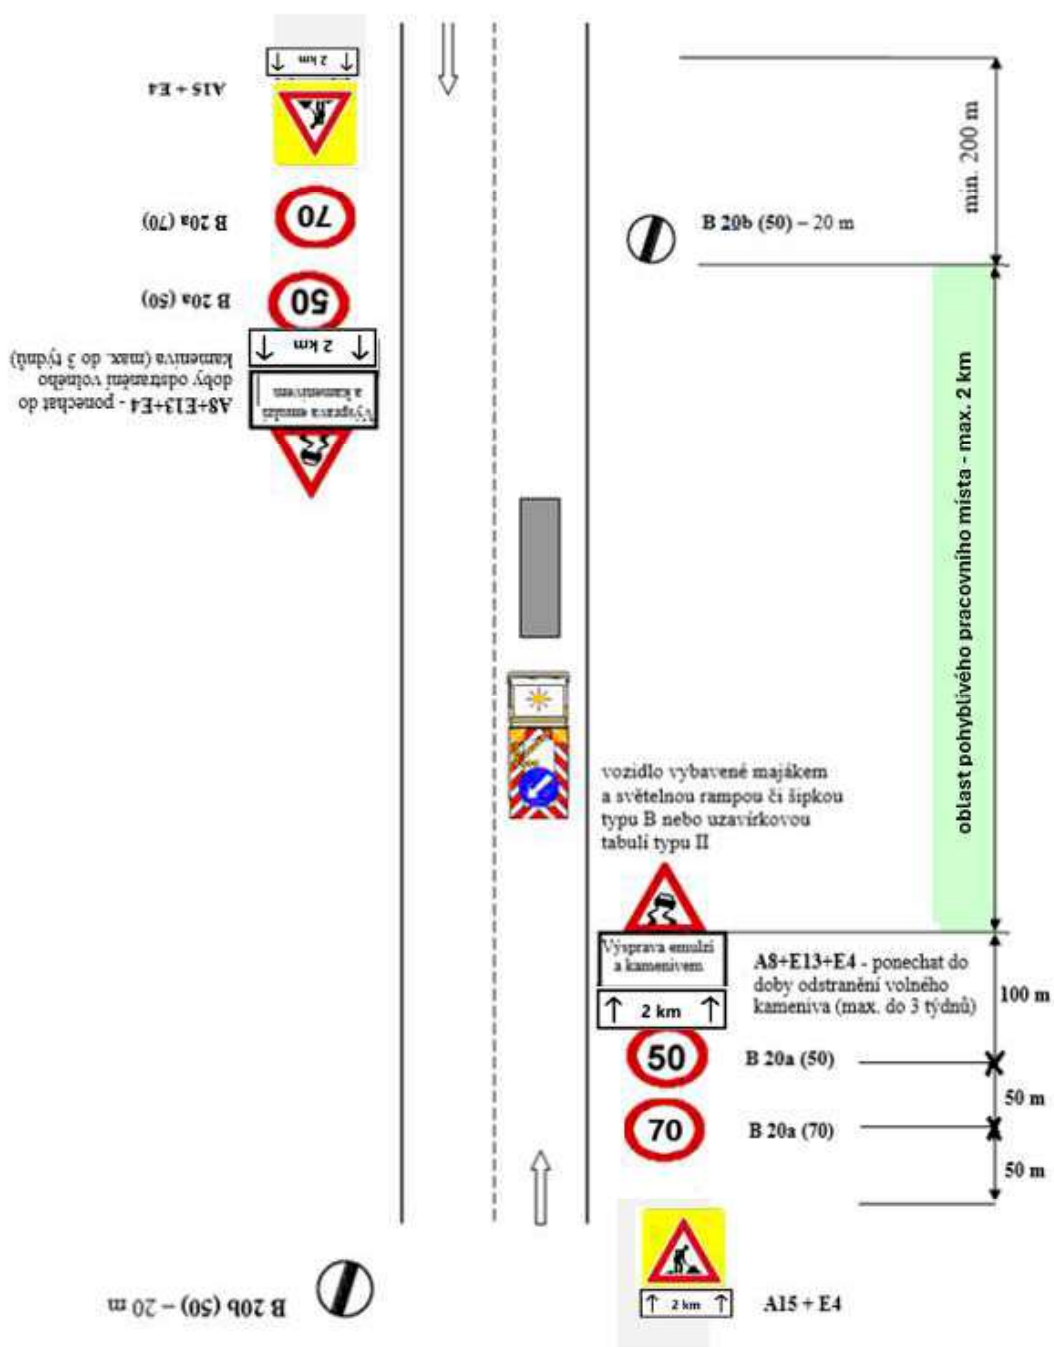 2 km
A15 + E4
70
B 20a (70)
50
B 20a (50)
2 km
Výsprava emulzí
a kamenivem
A8+E13+E4 - ponechat do
doby odstranění volného
kameniva (max. do 3 týdnů)
min. 200 m
B 20b (50) – 20 m
oblast pohyblivého pracovního místa - max. 2 km
vozidlo vybavené majákem
a světelnou rampou či šipkou
typu B nebo uzavírkovou
tabulí typu II
Výsprava emulzí
a kamenivem
2 km
A8+E13+E4 - ponechat do
doby odstranění volného
kameniva (max. do 3 týdnů)
100 m
50
B 20a (50)
50 m
70
B 20a (70)
50 m
2 km
A15 + E4
B 20b (50) – 20 m